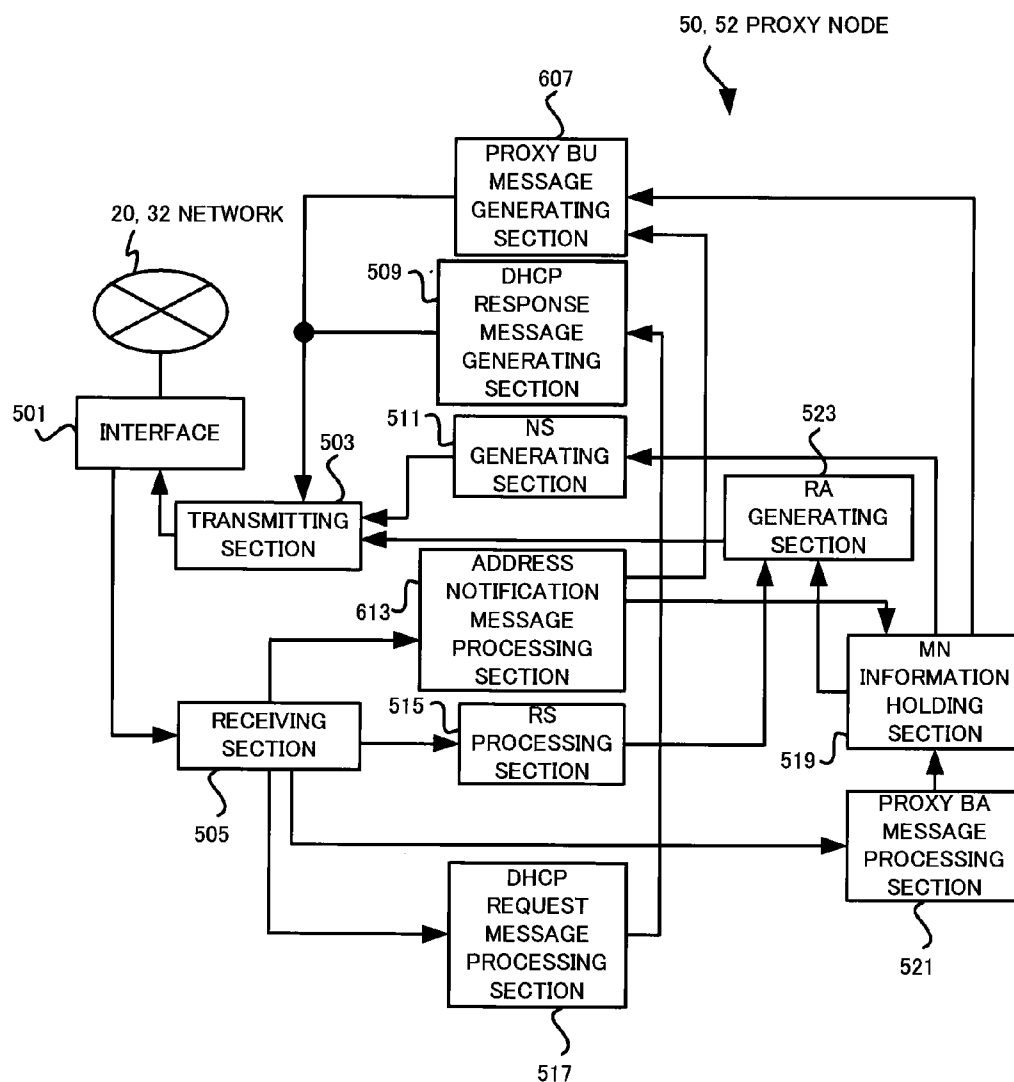 50, 52 PROXY NODE
607
PROXY BU
MESSAGE
GENERATING
SECTION
20, 32 NETWORK
509
DHCP
RESPONSE
MESSAGE
GENERATING
SECTION
501
INTERFACE
511
NS
GENERATING
SECTION
523
RA
GENERATING
SECTION
503
TRANSMITTING
SECTION
613
ADDRESS
NOTIFICATION
MESSAGE
PROCESSING
SECTION
MN
INFORMATION
HOLDING
SECTION
519
RECEIVING
SECTION
505
515
RS
PROCESSING
SECTION
PROXY BA
MESSAGE
PROCESSING
SECTION
521
DHCP
REQUEST
MESSAGE
PROCESSING
SECTION
517